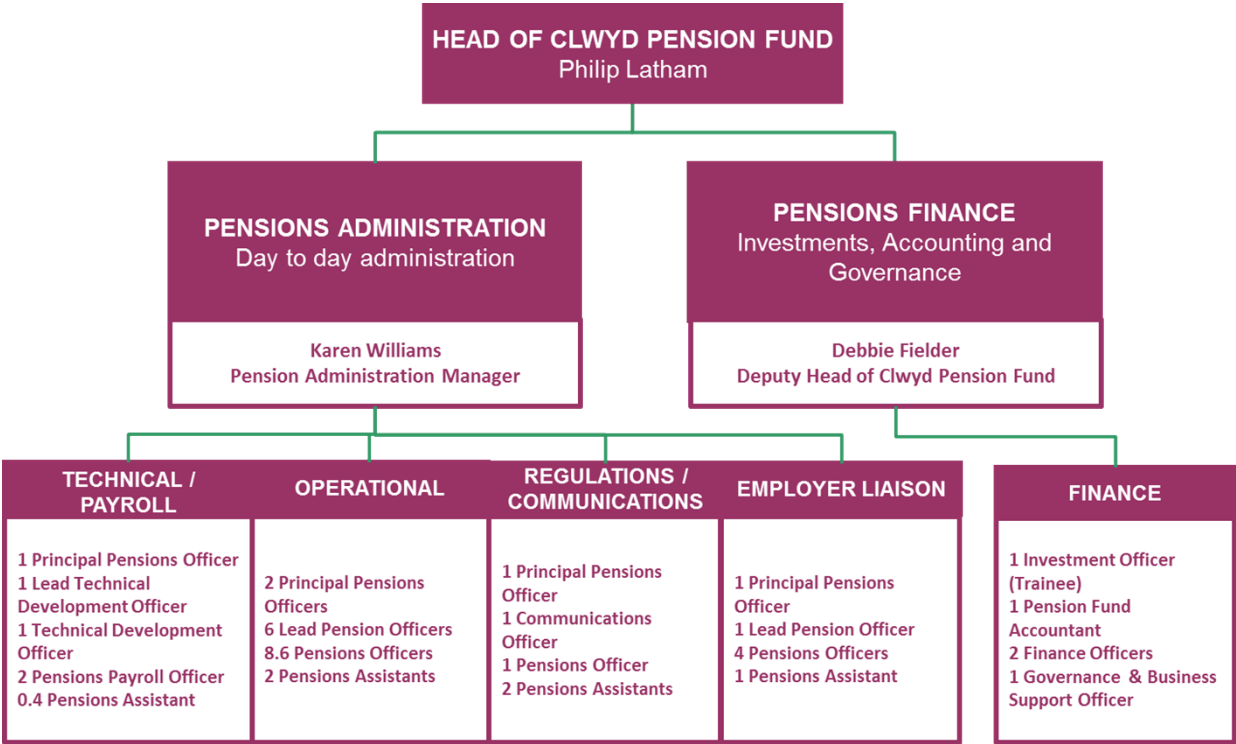 HEAD OF CLWYD PENSION FUND
Philip Latham
PENSIONS ADMINISTRATION
Day to day administration
Karen Williams
Pension Administration Manager
PENSIONS FINANCE
Investments, Accounting and
Governance
Debbie Fielder
Deputy Head of Clwyd Pension Fund
TECHNICAL /
PAYROLL
1 Principal Pensions Officer
1 Lead Technical
Development Officer
1 Technical Development
Officer
2 Pensions Payroll Officer
0.4 Pensions Assistant
OPERATIONAL
2 Principal Pensions
Officers
6 Lead Pension Officers
8.6 Pensions Officers
2 Pensions Assistants
REGULATIONS /
COMMUNICATIONS
1 Principal Pensions
Officer
1 Communications
Officer
1 Pensions Officer
2 Pensions Assistants
EMPLOYER LIAISON
1 Principal Pensions
Officer
1 Lead Pension Officer
4 Pensions Officers
1 Pensions Assistant
FINANCE
1 Investment Officer
(Trainee)
1 Pension Fund
Accountant
2 Finance Officers
1 Governance & Business
Support Officer